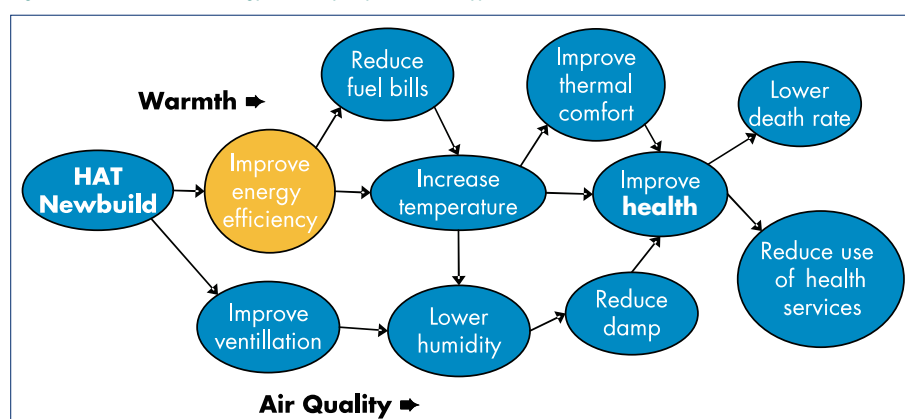 Warmth
Reduce
fuel bills
Improve
thermal
comfort
Lower
death rate
HAT
Newbuild
Improve
energy
efficiency
Increase
temperature
Improve
health
Reduce use
of health
services
Improve
ventillation
Lower
humidity
Reduce
damp
Air Quality